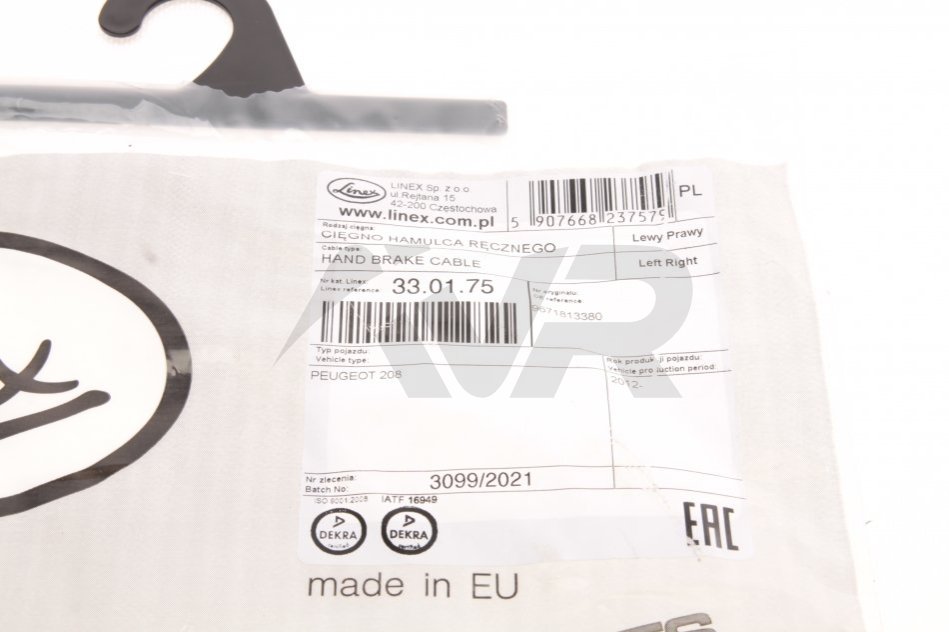 Linex
LINEX Sp. z o.o.
ul Rejtana 15
42-200 Częstochowa
www.linex.com.pl
5 907668 237579
PL
Rodzaj cięgna:
CIĘGNO HAMULCA RĘCZNEGO
Lewy Prawy
Cable type:
HAND BRAKE CABLE
Left Right
Nr kat. Linex:
Linex reference:
33.01.75
Nr oryginału:
OE reference:
9671813380
Typ pojazdu:
Vehicle type:
PEUGEOT 208
Rok produkcji pojazdu:
Vehicle production period:
2012-
Nr zlecenia:
Batch No:
3099/2021
ISO 9001:2008
IATF 16949
DEKRA
DEKRA
EAC
made in EU
VR